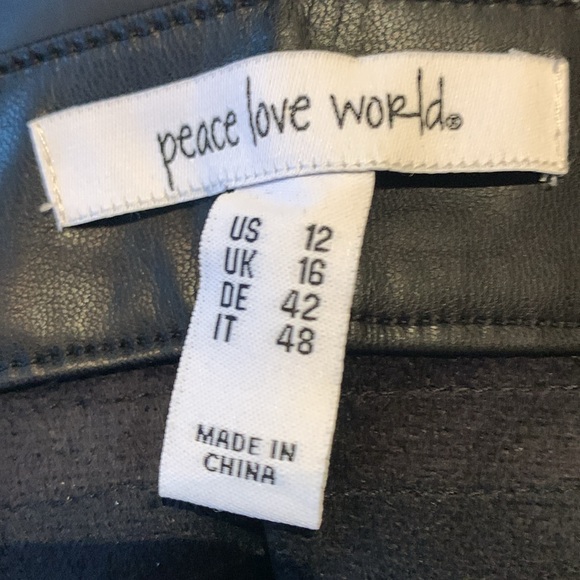 peace love world®
US 12
UK 16
DE 42
IT 48
MADE IN
CHINA